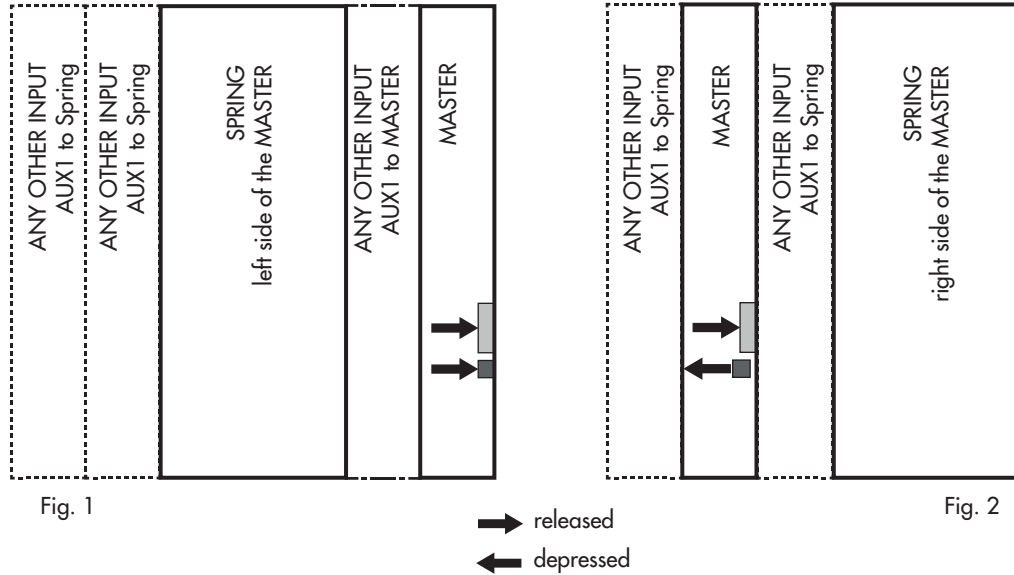 ANY OTHER INPUT
AUX1 to Spring
ANY OTHER INPUT
AUX1 to Spring
SPRING
left side of the MASTER
ANY OTHER INPUT
AUX1 to MASTER
MASTER
ANY OTHER INPUT
AUX1 to Spring
MASTER
ANY OTHER INPUT
AUX1 to Spring
SPRING
right side of the MASTER
Fig. 1
Fig. 2
released
depressed